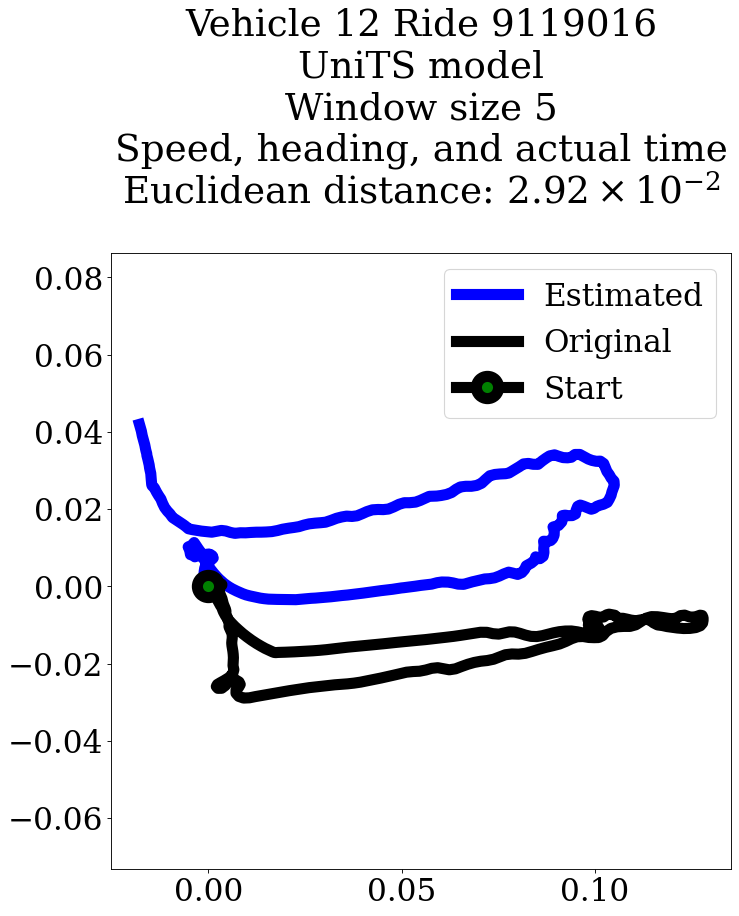 Vehicle 12 Ride 9119016
UniTS model
Window size 5
Speed, heading, and actual time
Euclidean distance: 2.92 × 10⁻²
Estimated
Original
Start
0.08
0.06
0.04
0.02
0.00
−0.02
−0.04
−0.06
0.00 0.05 0.10